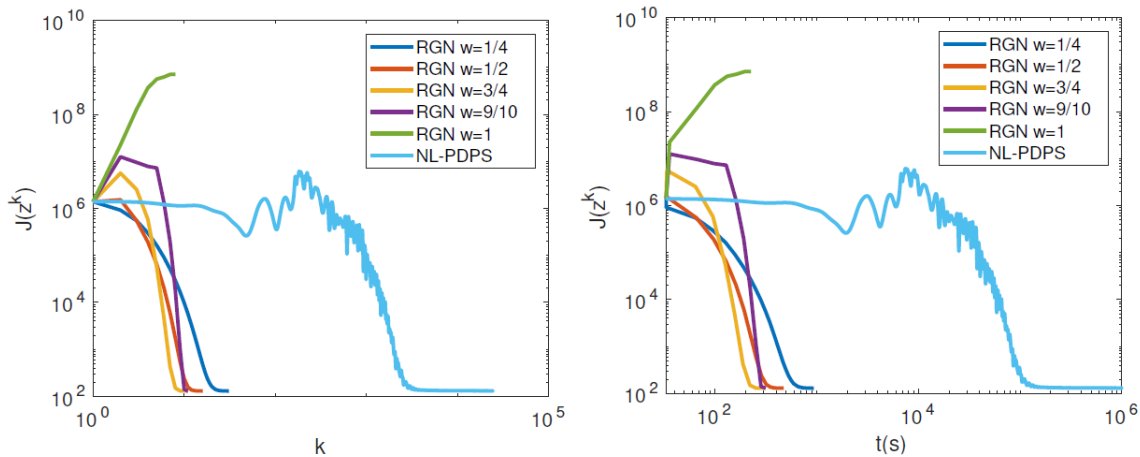 10^10
10^8
10^6
10^4
10^2
J(z^k)
RGN w=1/4
RGN w=1/2
RGN w=3/4
RGN w=9/10
RGN w=1
NL-PDPS
10^0
10^5
k
10^10
10^8
10^6
10^4
10^2
J(z^k)
RGN w=1/4
RGN w=1/2
RGN w=3/4
RGN w=9/10
RGN w=1
NL-PDPS
10^2
10^4
10^6
t(s)